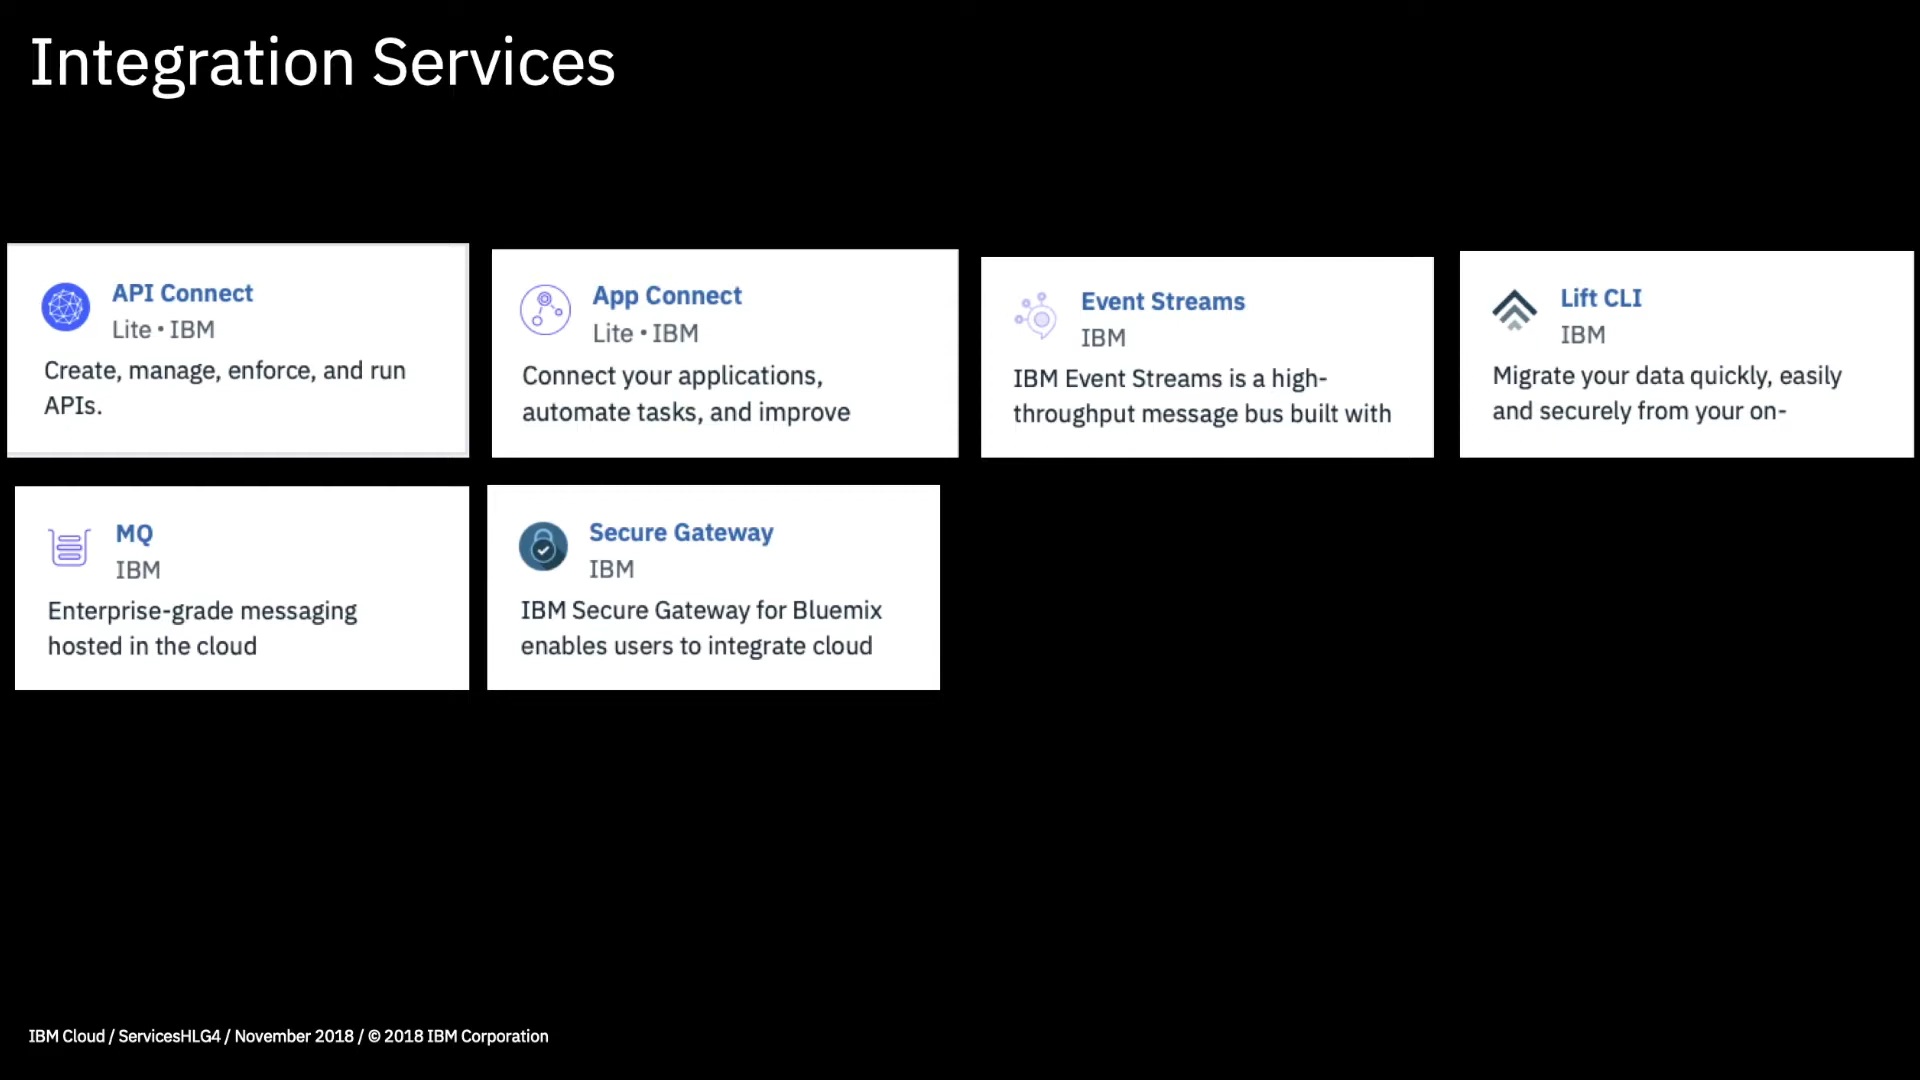 Integration Services
API Connect
Lite • IBM
Create, manage, enforce, and run
APIs.
App Connect
Lite • IBM
Connect your applications,
automate tasks, and improve
Event Streams
IBM
IBM Event Streams is a high-
throughput message bus built with
Lift CLI
IBM
Migrate your data quickly, easily
and securely from your on-
MQ
IBM
Enterprise-grade messaging
hosted in the cloud
Secure Gateway
IBM
IBM Secure Gateway for Bluemix
enables users to integrate cloud
IBM Cloud / ServicesHLG4 / November 2018 / © 2018 IBM Corporation